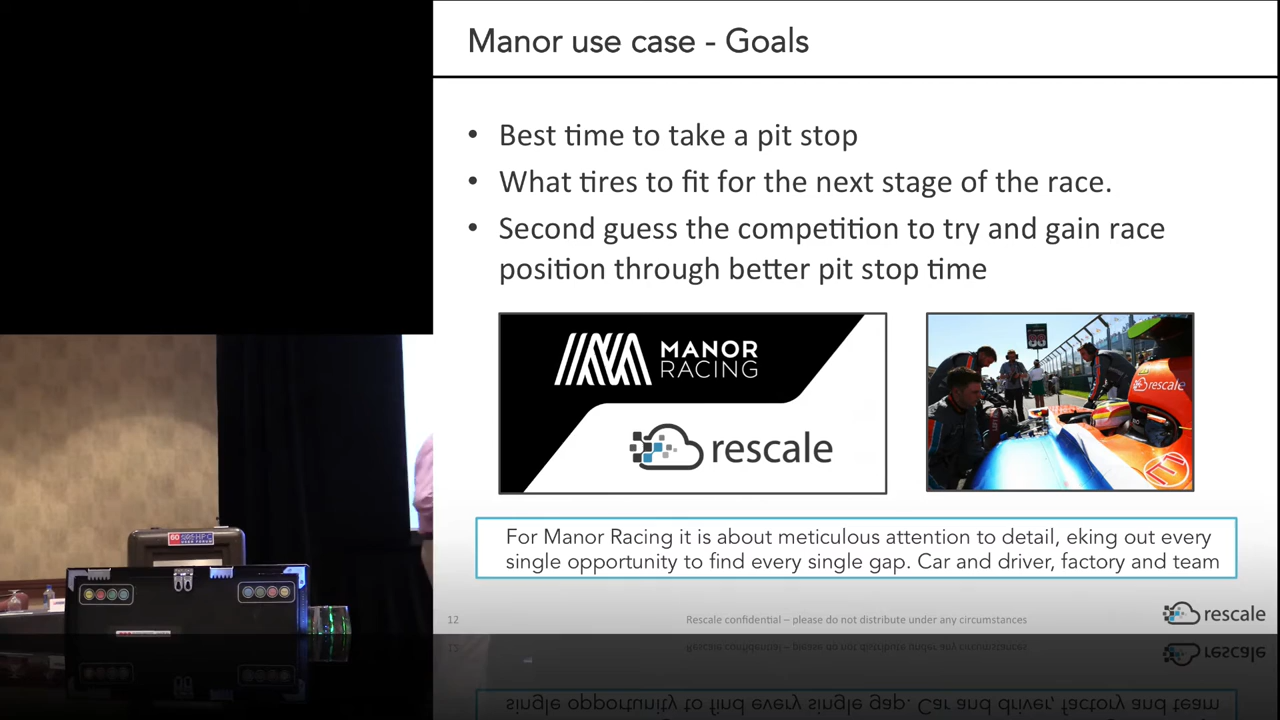 Manor use case - Goals
• Best time to take a pit stop
• What tires to fit for the next stage of the race.
• Second guess the competition to try and gain race
position through better pit stop time
MANOR
RACING
rescale
rescale
For Manor Racing it is about meticulous attention to detail, eking out every
single opportunity to find every single gap. Car and driver, factory and team
60
12
Rescale confidential – please do not distribute under any circumstances
rescale